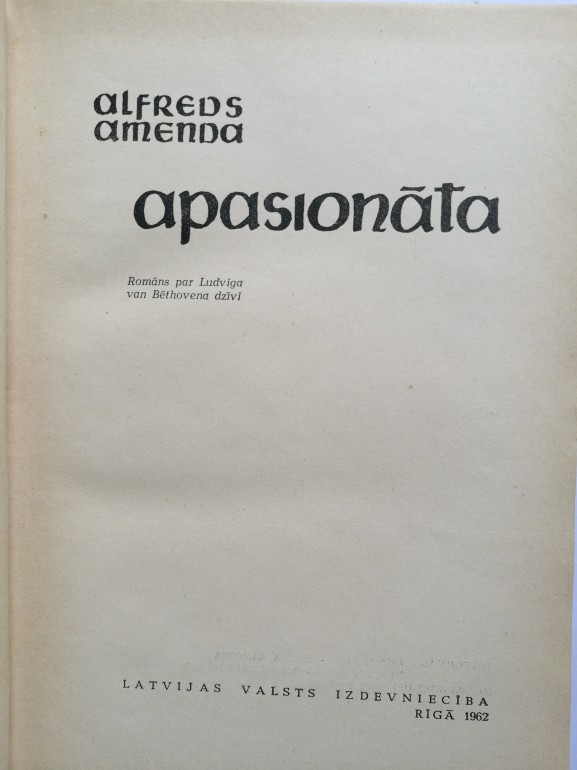 alfreds
amenda
apasionāta
Romāns par Ludviga
van Bēthovena dzīvi
LATVIJAS VALSTS IZDEVNIECĪBA
RĪGĀ 1962